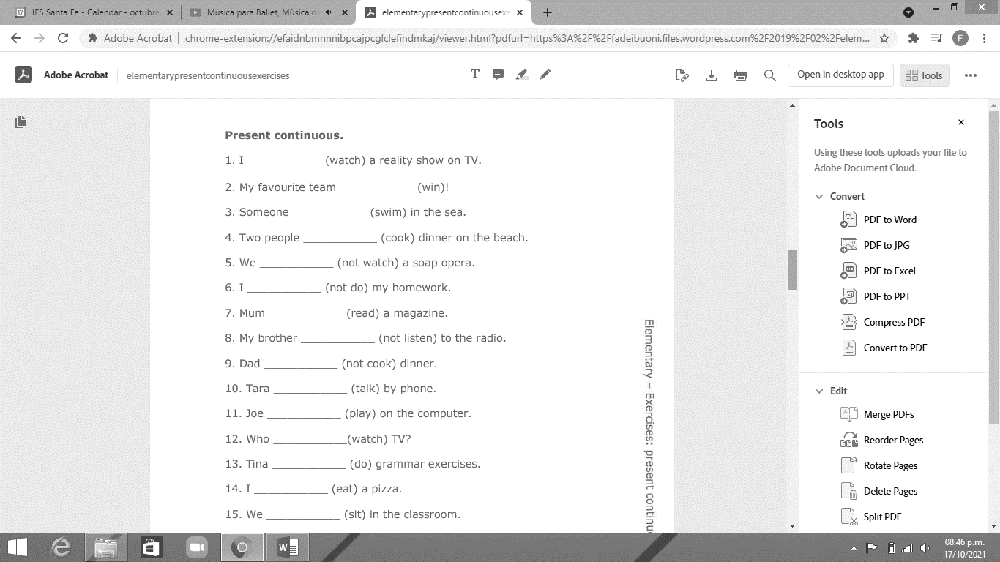 17 IES Santa Fe - Calendar - octubre
Mùsica para Ballet, Mùsica de
elementarypresentcontinuousexe
Adobe Acrobat | chrome-extension://efaidnbmnnnibpcajpcglclefindmkaj/viewer.html?pdfurl=https%3A%2F%2Ffadeibuoni.files.wordpress.com%2F2019%2F02%2Felem... F
Adobe Acrobat elementarypresentcontinuousexercises T Open in desktop app Tools
Present continuous.
1. I ___________ (watch) a reality show on TV.
2. My favourite team ___________ (win)!
3. Someone ___________ (swim) in the sea.
4. Two people ___________ (cook) dinner on the beach.
5. We ___________ (not watch) a soap opera.
6. I ___________ (not do) my homework.
7. Mum ___________ (read) a magazine.
8. My brother ___________ (not listen) to the radio.
9. Dad ___________ (not cook) dinner.
10. Tara ___________ (talk) by phone.
11. Joe ___________ (play) on the computer.
12. Who ___________(watch) TV?
13. Tina ___________ (do) grammar exercises.
14. I ___________ (eat) a pizza.
15. We ___________ (sit) in the classroom.
Elementary – Exercises: present continu
Tools
Using these tools uploads your file to
Adobe Document Cloud.
Convert
PDF to Word
PDF to JPG
PDF to Excel
PDF to PPT
Compress PDF
Convert to PDF
Edit
Merge PDFs
Reorder Pages
Rotate Pages
Delete Pages
Split PDF
08:46 p.m.
17/10/2021